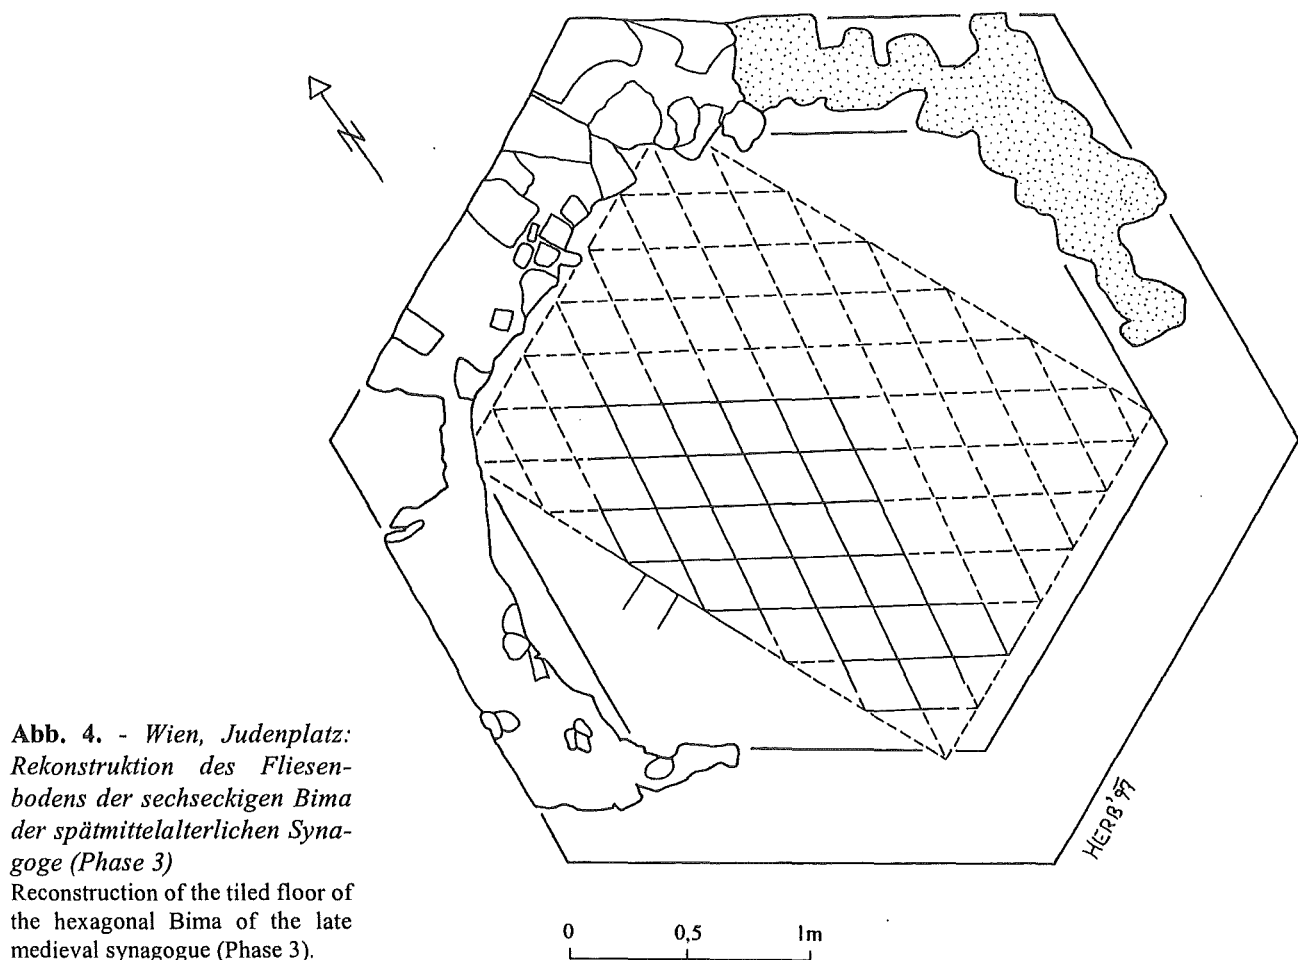 Abb. 4. - Wien, Judenplatz:
Rekonstruktion des Fliesen-
bodens der sechseckigen Bima
der spätmittelalterlichen Syna-
goge (Phase 3)
Reconstruction of the tiled floor of
the hexagonal Bima of the late
medieval synagogue (Phase 3).
0 0,5 1m
HERB '97